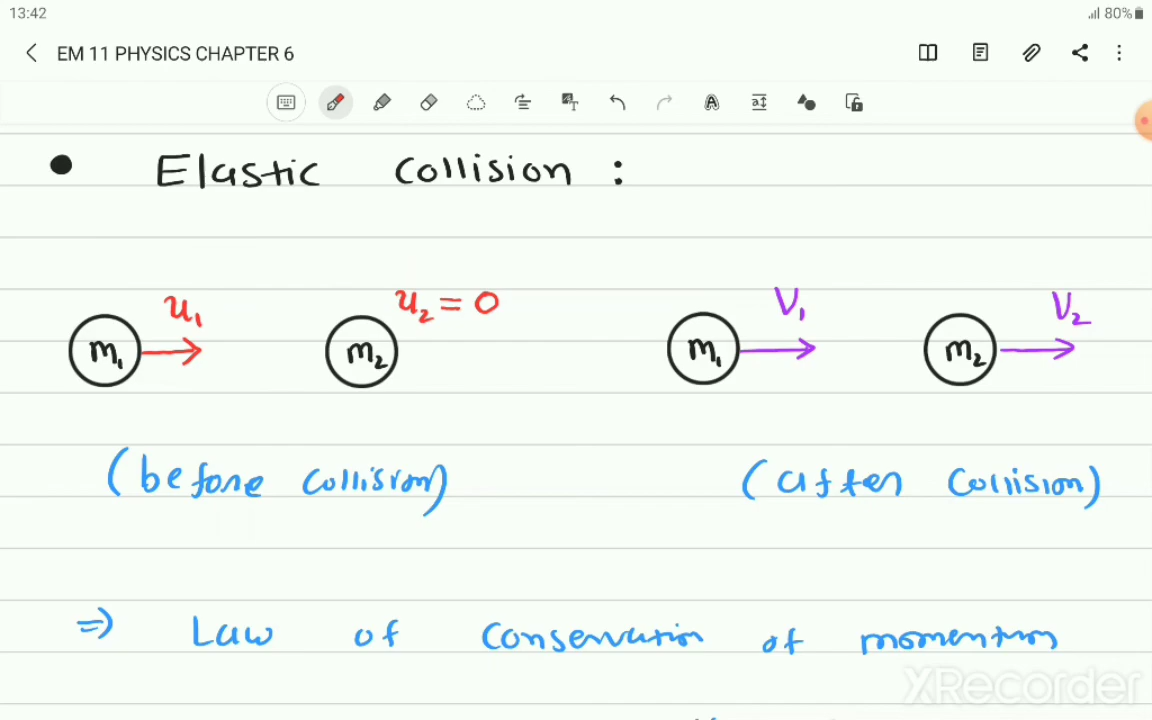 13:42
80%
EM 11 PHYSICS CHAPTER 6
• Elastic Collision :
u₁ u₂ = 0 V₁ V₂
m₁ m₂ m₁ m₂
(before collision) (after collision)
⇒ Law of Conservation of momentum
XRecorder